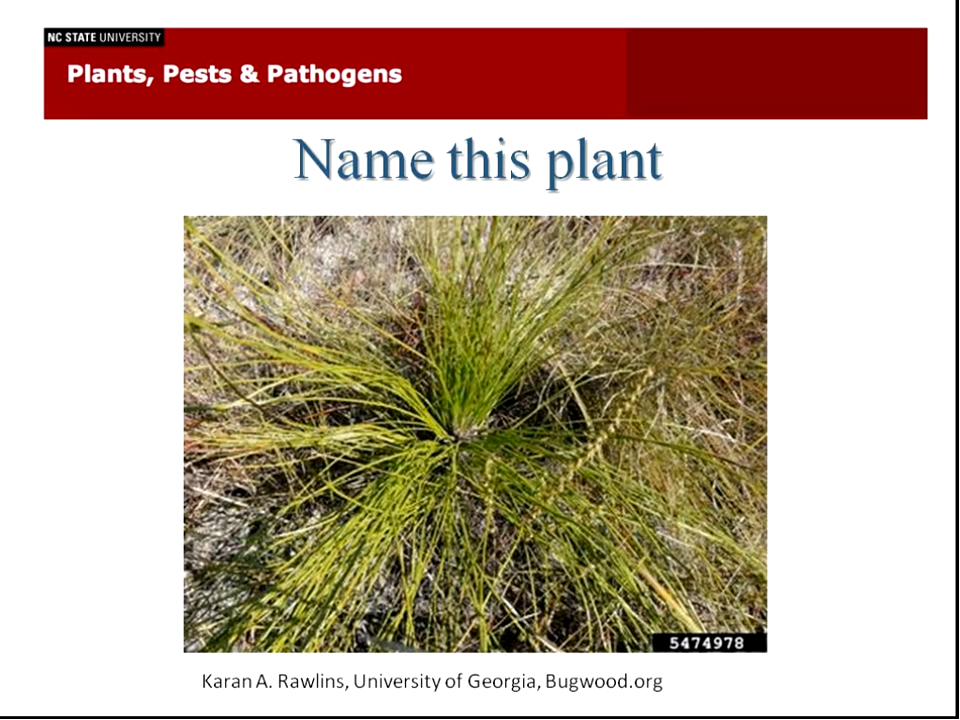 NC STATE UNIVERSITY
Plants, Pests & Pathogens
Name this plant
5474978
Karan A. Rawlins, University of Georgia, Bugwood.org